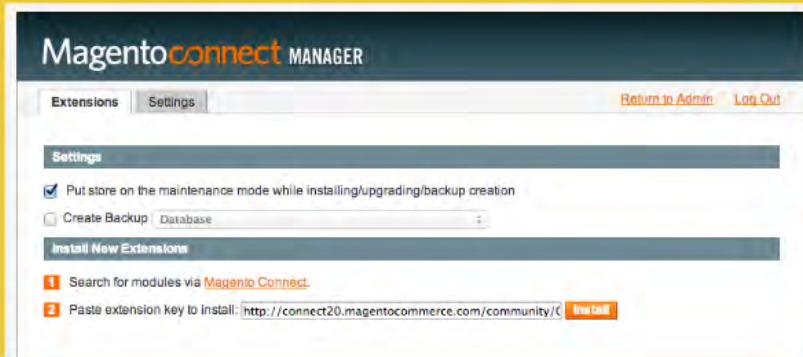 Magentoconnect MANAGER
Extensions Settings Return to Admin Log Out
Settings
Put store on the maintenance mode while installing/upgrading/backup creation
Create Backup Database
Install New Extensions
1 Search for modules via Magento Connect.
2 Paste extension key to install: http://connect20.magentocommerce.com/community/C Install